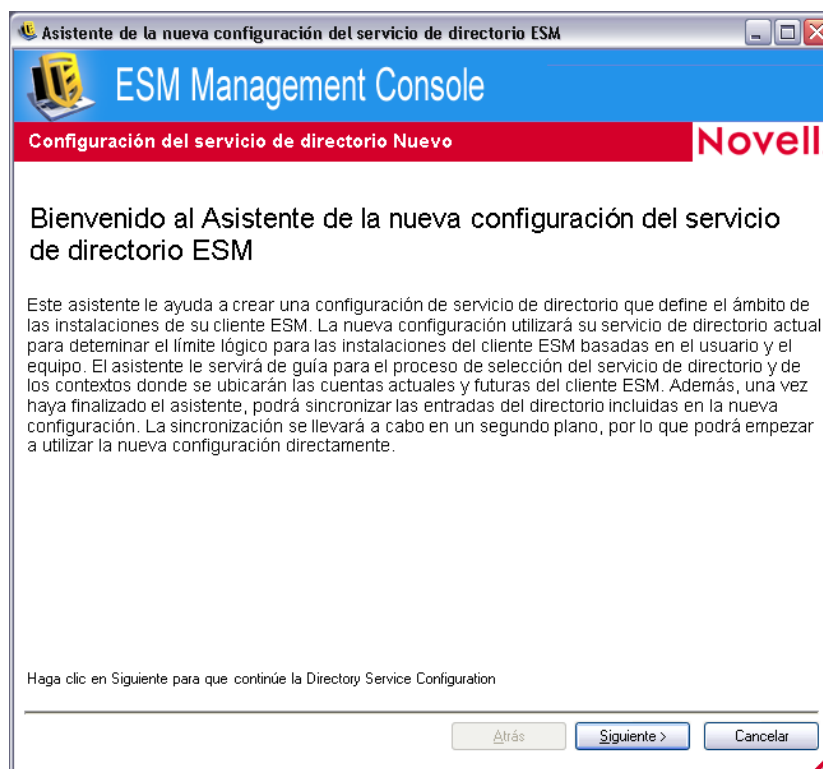 Asistente de la nueva configuración del servicio de directorio ESM
ESM Management Console
Configuración del servicio de directorio Nuevo
Novell
Bienvenido al Asistente de la nueva configuración del servicio
de directorio ESM
Este asistente le ayuda a crear una configuración de servicio de directorio que define el ámbito de
las instalaciones de su cliente ESM. La nueva configuración utilizará su servicio de directorio actual
para deteminar el límite lógico para las instalaciones del cliente ESM basadas en el usuario y el
equipo. El asistente le servirá de guía para el proceso de selección del servicio de directorio y de
los contextos donde se ubicarán las cuentas actuales y futuras del cliente ESM. Además, una vez
haya finalizado el asistente, podrá sincronizar las entradas del directorio incluidas en la nueva
configuración. La sincronización se llevará a cabo en un segundo plano, por lo que podrá empezar
a utilizar la nueva configuración directamente.
Haga clic en Siguiente para que continúe la Directory Service Configuration
Atrás
Siguiente >
Cancelar